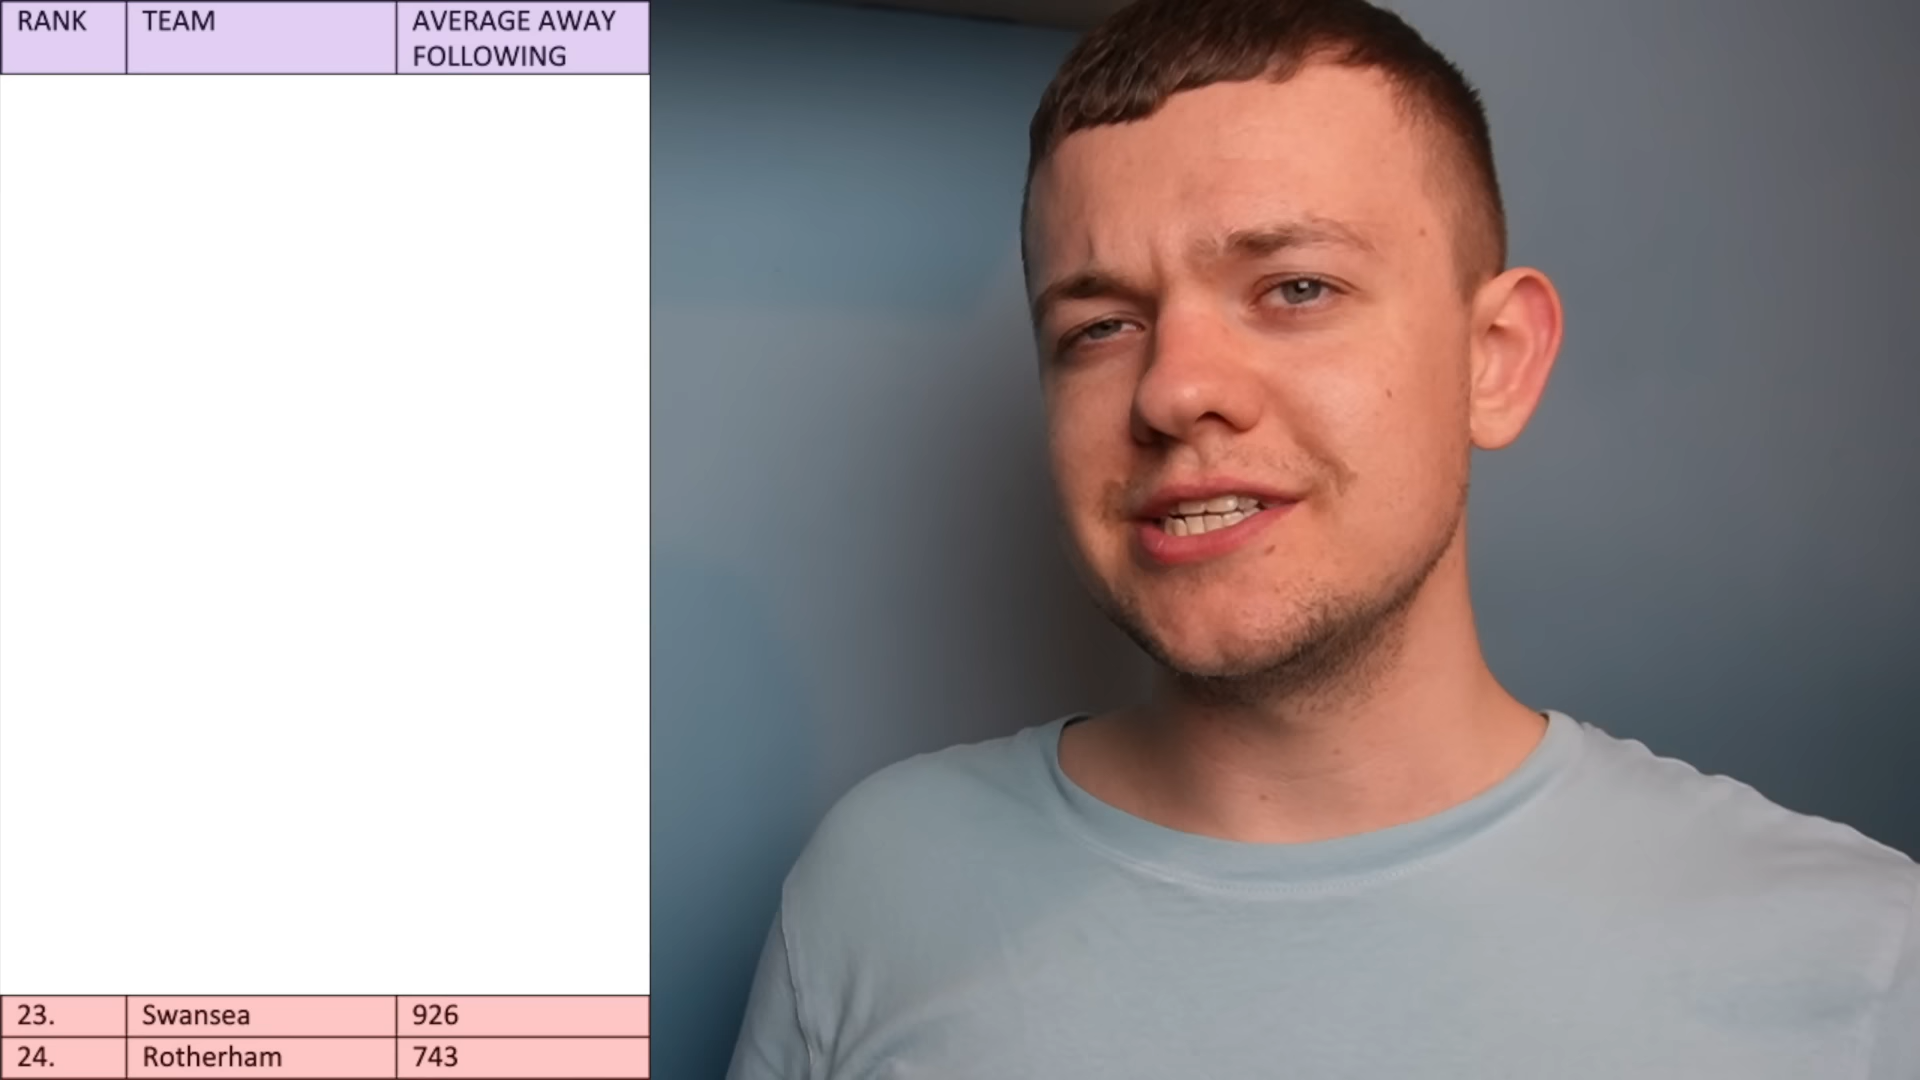 RANK TEAM AVERAGE AWAY
FOLLOWING
23. Swansea 926
24. Rotherham 743